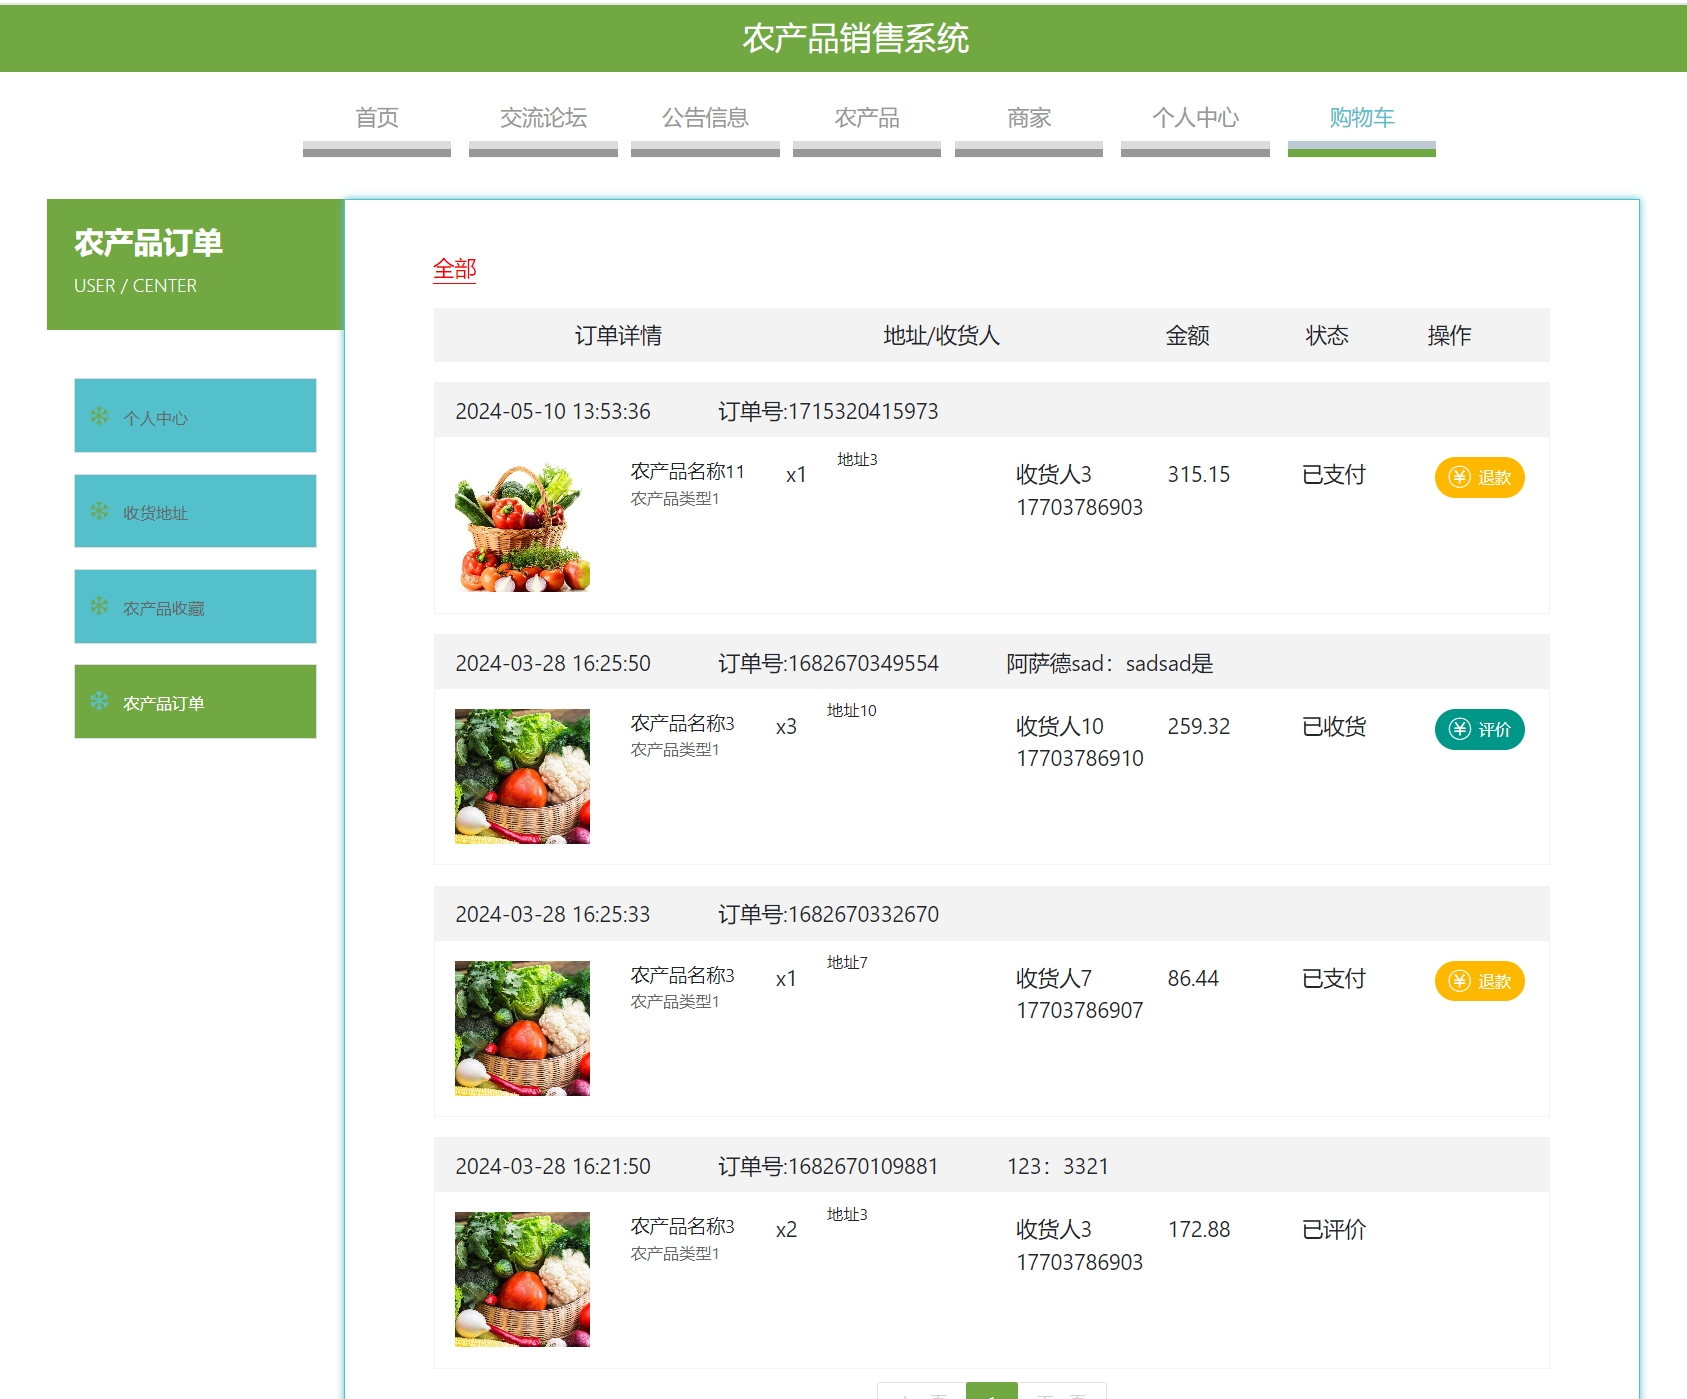 农产品销售系统
首页 交流论坛 公告信息 农产品 商家 个人中心 购物车
农产品订单
USER / CENTER
个人中心
收货地址
农产品收藏
农产品订单
全部
订单详情 地址/收货人 金额 状态 操作
2024-05-10 13:53:36 订单号:1715320415973
农产品名称11 x1 地址3 收货人3 315.15 已支付 退款
农产品类型1 17703786903
2024-03-28 16:25:50 订单号:1682670349554 阿萨德sad：sadsad是
农产品名称3 x3 地址10 收货人10 259.32 已收货 评价
农产品类型1 17703786910
2024-03-28 16:25:33 订单号:1682670332670
农产品名称3 x1 地址7 收货人7 86.44 已支付 退款
农产品类型1 17703786907
2024-03-28 16:21:50 订单号:1682670109881 123：3321
农产品名称3 x2 地址3 收货人3 172.88 已评价
农产品类型1 17703786903